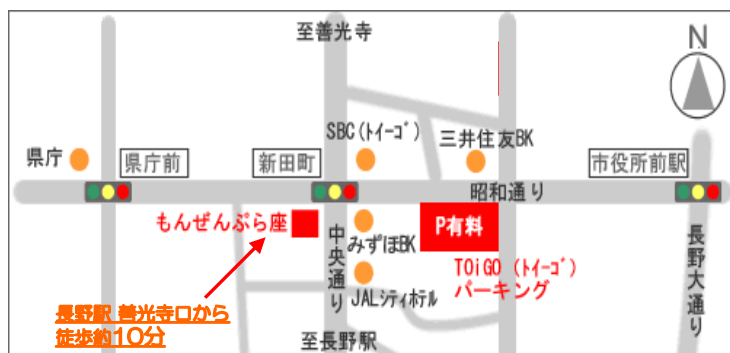 至善光寺
N
SBC(ﾄｲｰｺﾞ)
三井住友BK
県庁
県庁前
新田町
市役所前駅
昭和通り
もんぜんぷら座
P有料
中央通り
みずほBK
TOiGO (ﾄｲｰｺﾞ)
パーキング
長野大通り
JALｼﾃｨﾎﾃﾙ
長野駅 善光寺口から
徒歩約10分
至長野駅